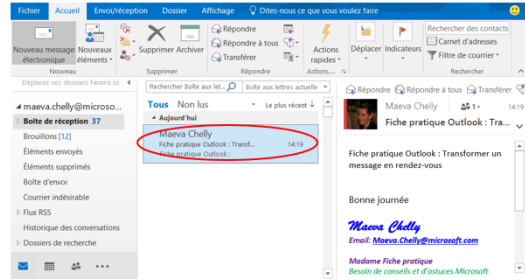 Fichier Accueil Envoi/réception Dossier Affichage Dites-nous ce que vous voulez faire
Nouveau message électronique
Nouveaux éléments
Supprimer Archiver
Répondre
Répondre à tous
Transférer
Actions rapides
Déplacer Indicateurs
Rechercher des contacts
Carnet d'adresses
Filtre de courrier
Nouveau Supprimer Répondre Actions... Rechercher
Déplacez vos dossiers Favoris ici
maeva.chelly@microso...
Boîte de réception 37
Brouillons [12]
Éléments envoyés
Éléments supprimés
Boîte d'envoi
Courrier indésirable
Flux RSS
Historique des conversations
Dossiers de recherche
Rechercher Boîte aux let... Boîte aux lettres actuelle
Tous Non lus Le plus récent
Aujourd'hui
Maeva Chelly
Fiche pratique Outlook : Transf... 14:19
Fiche pratique Outlook :
Répondre Répondre à tous Transférer
Maeva Chelly 1 14:19
Fiche pratique Outlook : Tra...
Fiche pratique Outlook : Transformer un
message en rendez-vous
Bonne journée
Maeva Chelly
Email: Maeva.Chelly@microsoft.com
Madame Fiche pratique
Besoin de conseils et d'astuces Microsoft